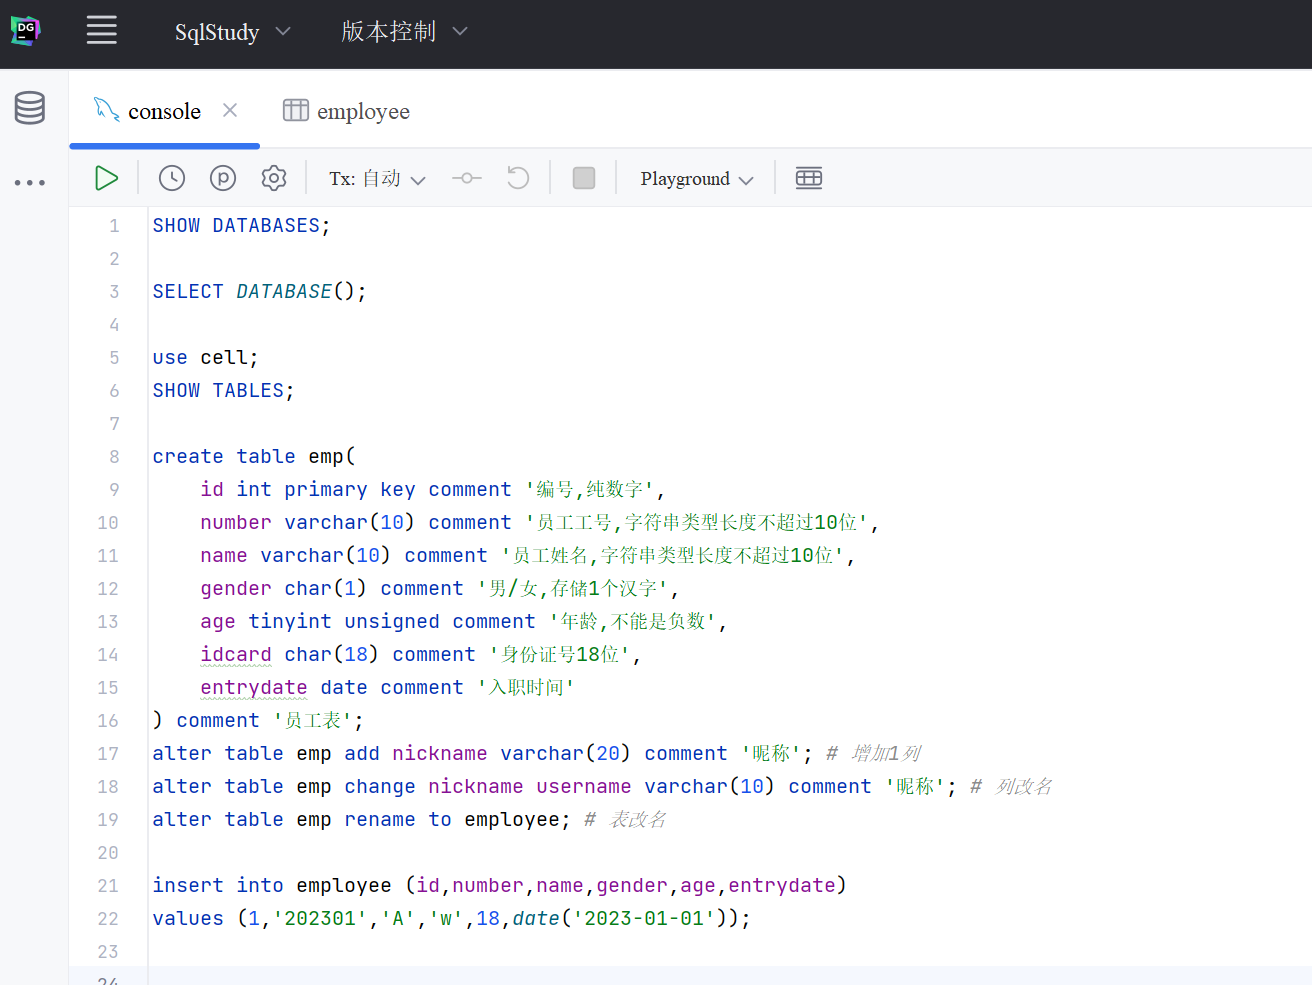 DG SqlStudy 版本控制
console employee
Tx: 自动 Playground
1 SHOW DATABASES;
2
3 SELECT DATABASE();
4
5 use cell;
6 SHOW TABLES;
7
8 create table emp(
9 id int primary key comment '编号,纯数字',
10 number varchar(10) comment '员工工号,字符串类型长度不超过10位',
11 name varchar(10) comment '员工姓名,字符串类型长度不超过10位',
12 gender char(1) comment '男/女,存储1个汉字',
13 age tinyint unsigned comment '年龄,不能是负数',
14 idcard char(18) comment '身份证号18位',
15 entrydate date comment '入职时间'
16 ) comment '员工表';
17 alter table emp add nickname varchar(20) comment '昵称'; # 增加1列
18 alter table emp change nickname username varchar(10) comment '昵称'; # 列改名
19 alter table emp rename to employee; # 表改名
20
21 insert into employee (id,number,name,gender,age,entrydate)
22 values (1,'202301','A','w',18,date('2023-01-01'));
23
24